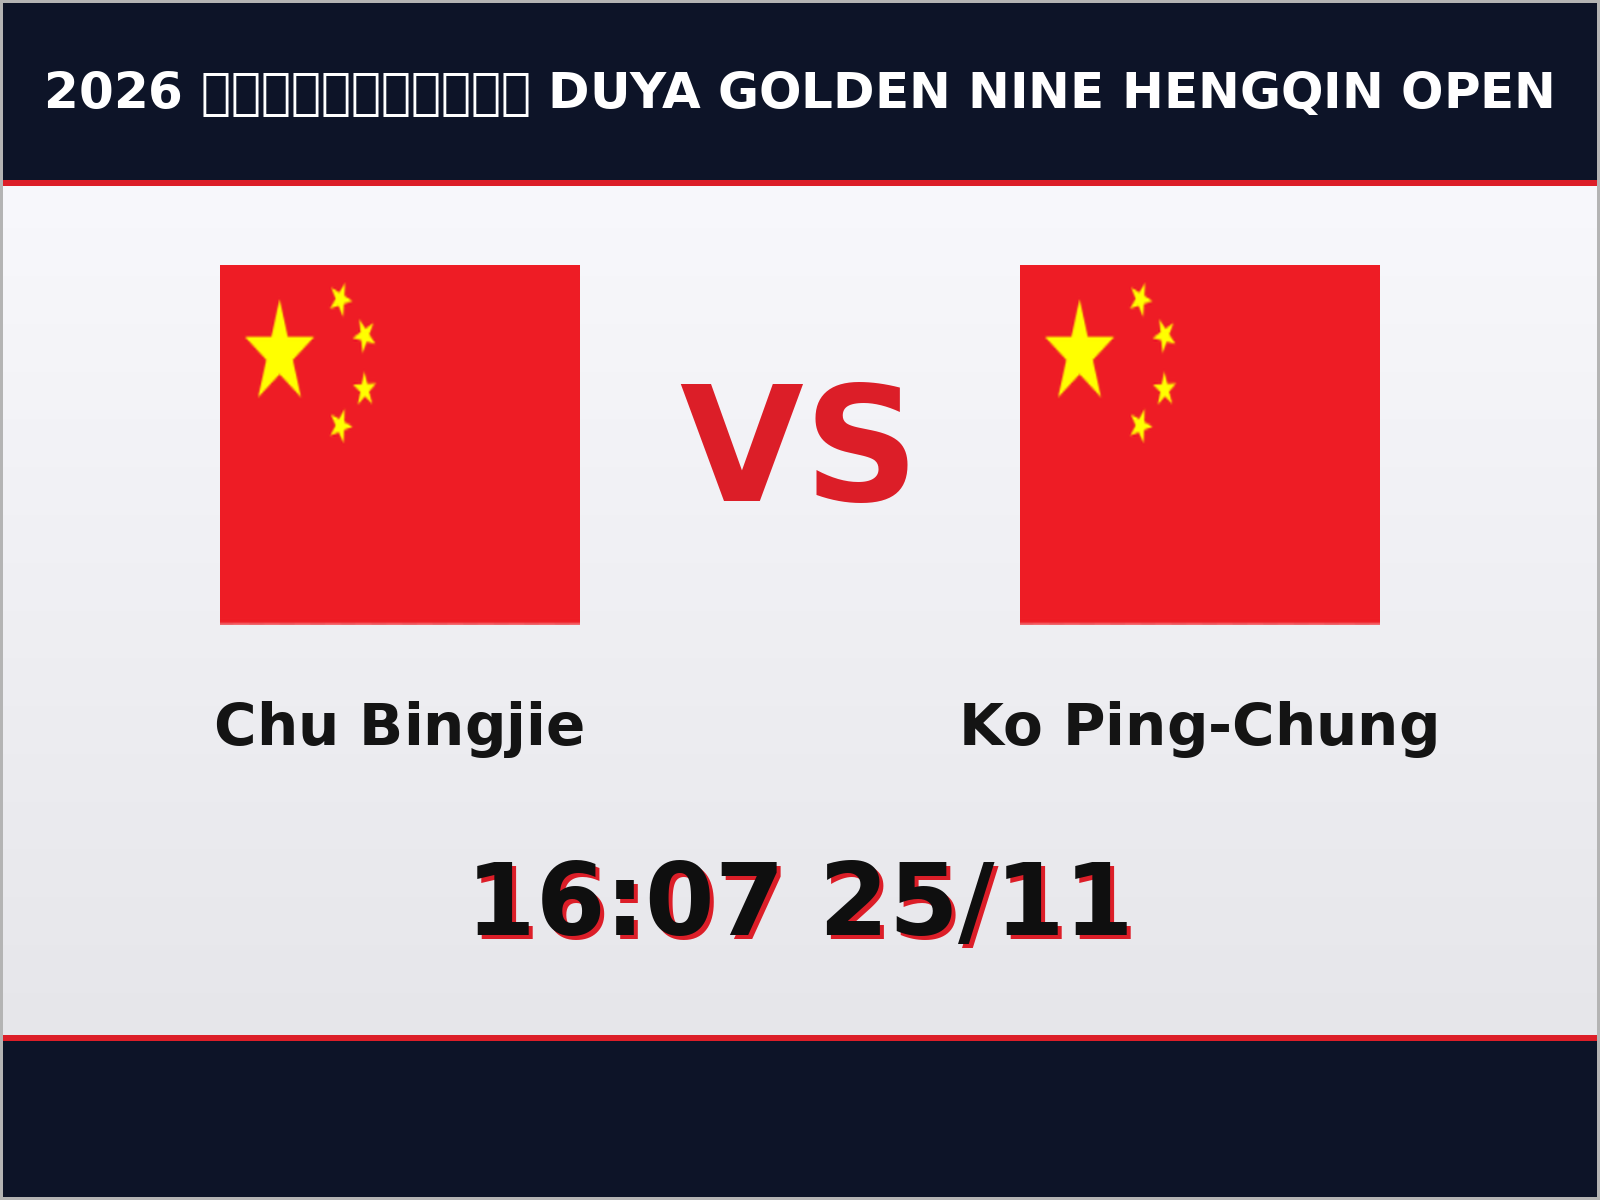 2026 DUYA GOLDEN NINE HENGQIN OPEN
VS
Chu Bingjie
Ko Ping-Chung
16:07 25/11